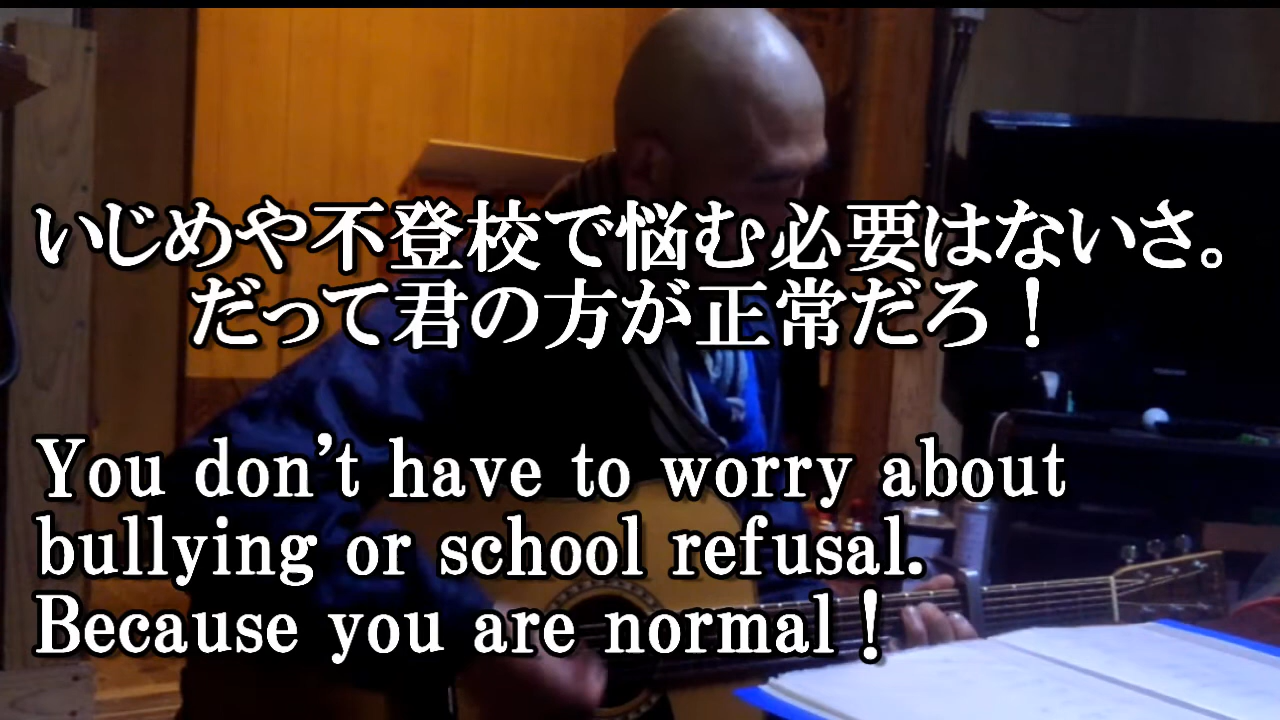 いじめや不登校で悩む必要はないさ。
だって君の方が正常だろ！
You don't have to worry about
bullying or school refusal.
Because you are normal！